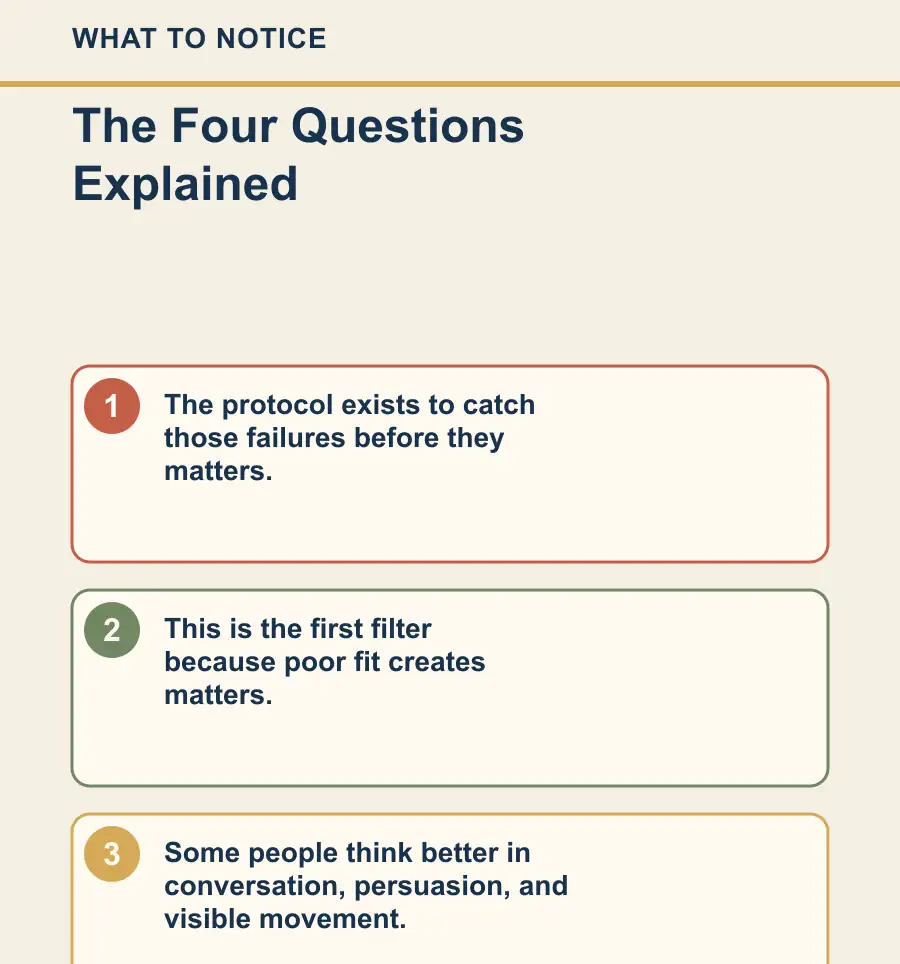 WHAT TO NOTICE
The Four Questions
Explained
1
The protocol exists to catch
those failures before they
matters.
2
This is the first filter
because poor fit creates
matters.
3
Some people think better in
conversation, persuasion, and
visible movement.